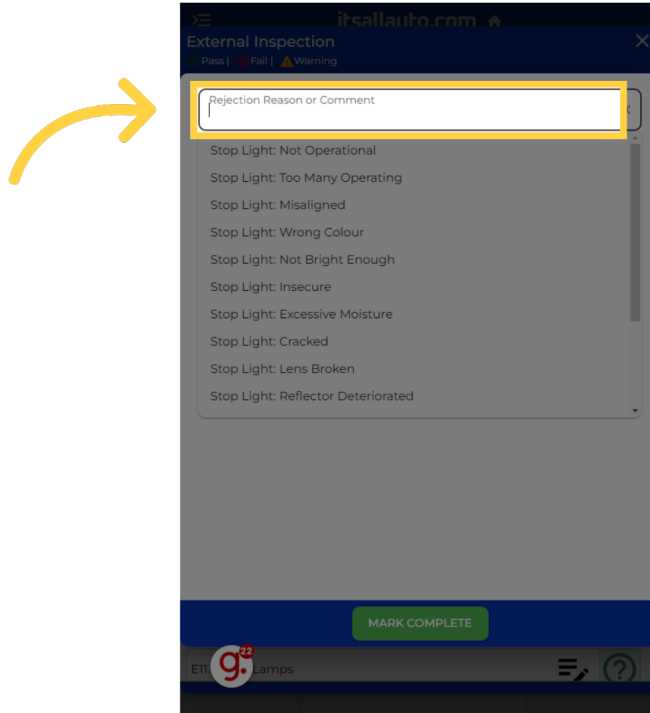 itsallauto.com
External Inspection
Pass | Fail | Warning
Rejection Reason or Comment
Stop Light: Not Operational
Stop Light: Too Many Operating
Stop Light: Misaligned
Stop Light: Wrong Colour
Stop Light: Not Bright Enough
Stop Light: Insecure
Stop Light: Excessive Moisture
Stop Light: Cracked
Stop Light: Lens Broken
Stop Light: Reflector Deteriorated
MARK COMPLETE
g. 22
E11. Lamps